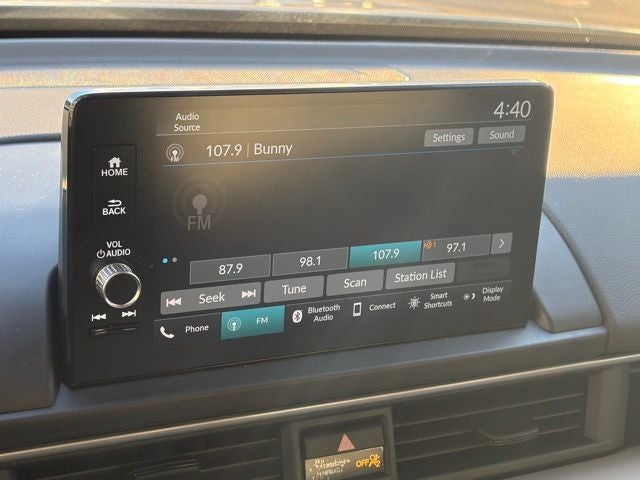 Audio
Source
4:40
107.9 | Bunny
Settings
Sound
HOME
BACK
FM
VOL
AUDIO
87.9
98.1
107.9
1
97.1
Seek
Tune
Scan
Station List
Phone
FM
Bluetooth
Audio
Connect
Smart
Shortcuts
Display
Mode
OFF